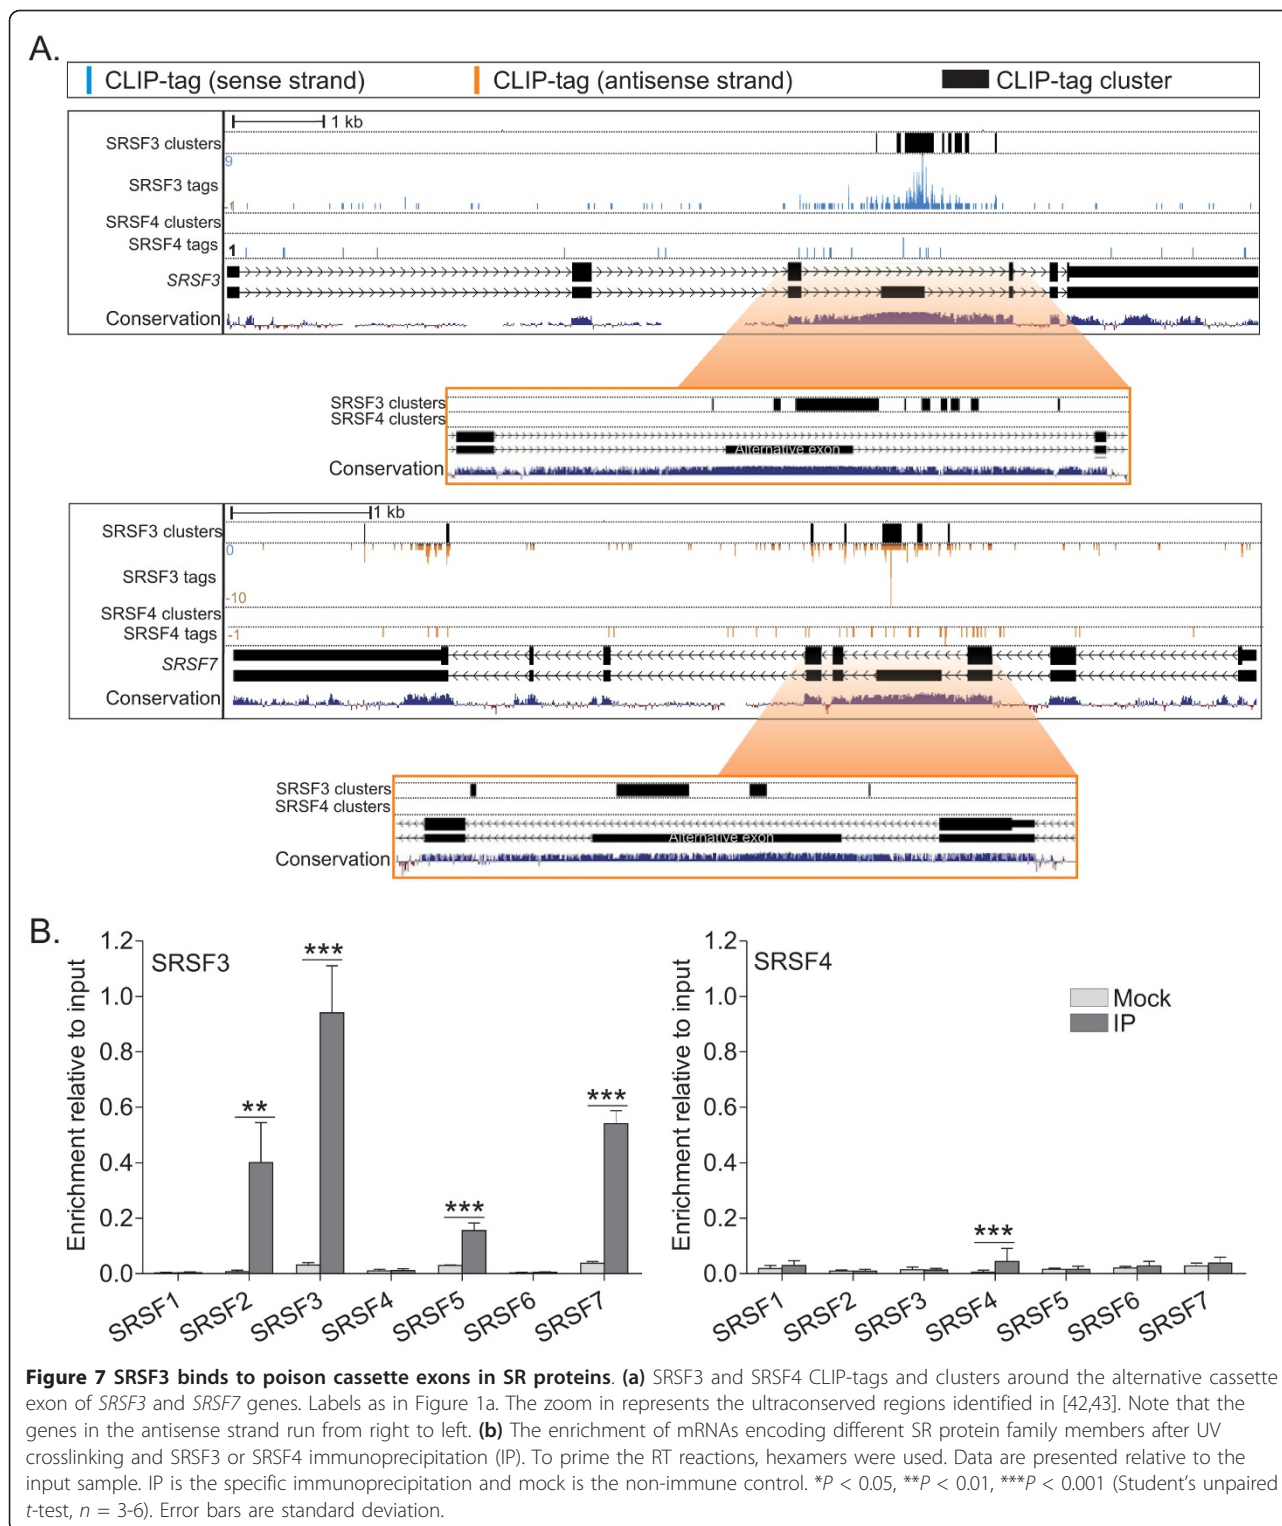 A.
CLIP-tag (sense strand) CLIP-tag (antisense strand) CLIP-tag cluster
1 kb
SRSF3 clusters
9
SRSF3 tags
-1
SRSF4 clusters
SRSF4 tags
1
SRSF3
Conservation
SRSF3 clusters
SRSF4 clusters
Alternative exon
Conservation
1 kb
SRSF3 clusters
0
SRSF3 tags
-10
SRSF4 clusters
SRSF4 tags
-1
SRSF7
Conservation
SRSF3 clusters
SRSF4 clusters
Alternative exon
Conservation
B.
SRSF3
Enrichment relative to input
1.2
1.0
0.8
0.6
0.4
0.2
0.0
**
***
***
***
SRSF1 SRSF2 SRSF3 SRSF4 SRSF5 SRSF6 SRSF7
SRSF4
Enrichment relative to input
1.2
1.0
0.8
0.6
0.4
0.2
0.0
***
Mock
IP
SRSF1 SRSF2 SRSF3 SRSF4 SRSF5 SRSF6 SRSF7
Figure 7 SRSF3 binds to poison cassette exons in SR proteins. (a) SRSF3 and SRSF4 CLIP-tags and clusters around the alternative cassette
exon of SRSF3 and SRSF7 genes. Labels as in Figure 1a. The zoom in represents the ultraconserved regions identified in [42,43]. Note that the
genes in the antisense strand run from right to left. (b) The enrichment of mRNAs encoding different SR protein family members after UV
crosslinking and SRSF3 or SRSF4 immunoprecipitation (IP). To prime the RT reactions, hexamers were used. Data are presented relative to the
input sample. IP is the specific immunoprecipitation and mock is the non-immune control. *P < 0.05, **P < 0.01, ***P < 0.001 (Student's unpaired
t-test, n = 3-6). Error bars are standard deviation.